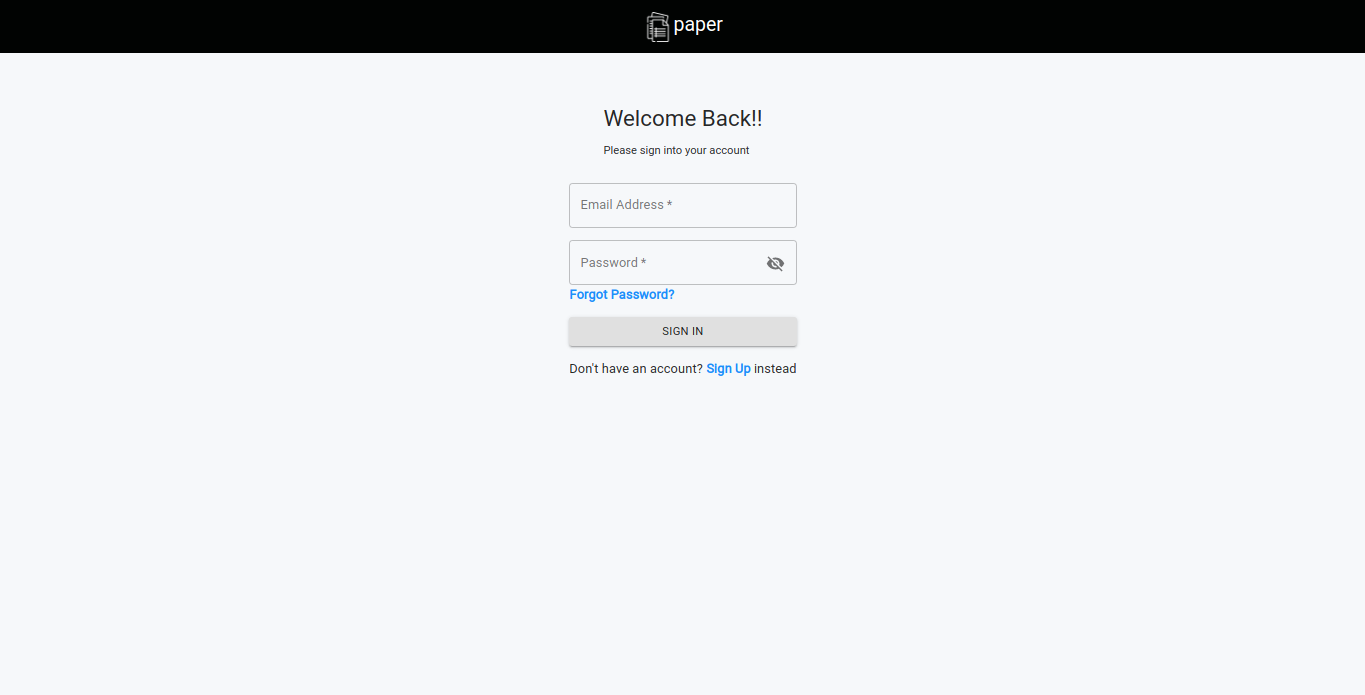 paper
Welcome Back!!
Please sign into your account
Email Address *
Password *
Forgot Password?
SIGN IN
Don't have an account? Sign Up instead